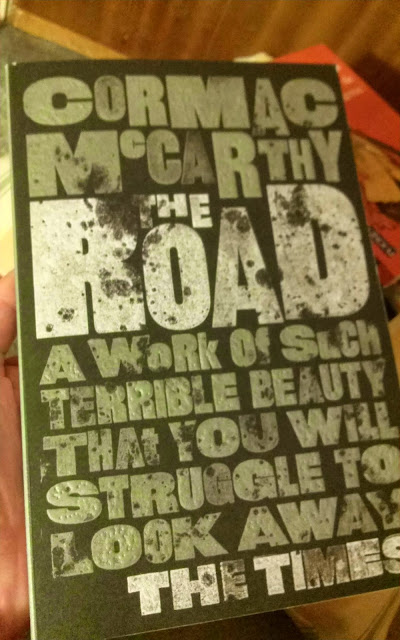 CORMAC
McCARTHY
THE
ROAD
A WORK OF SUCH
TERRIBLE BEAUTY
THAt YOU WILL
STRUGGLE TO
LOOK AWAY
THE TIMES